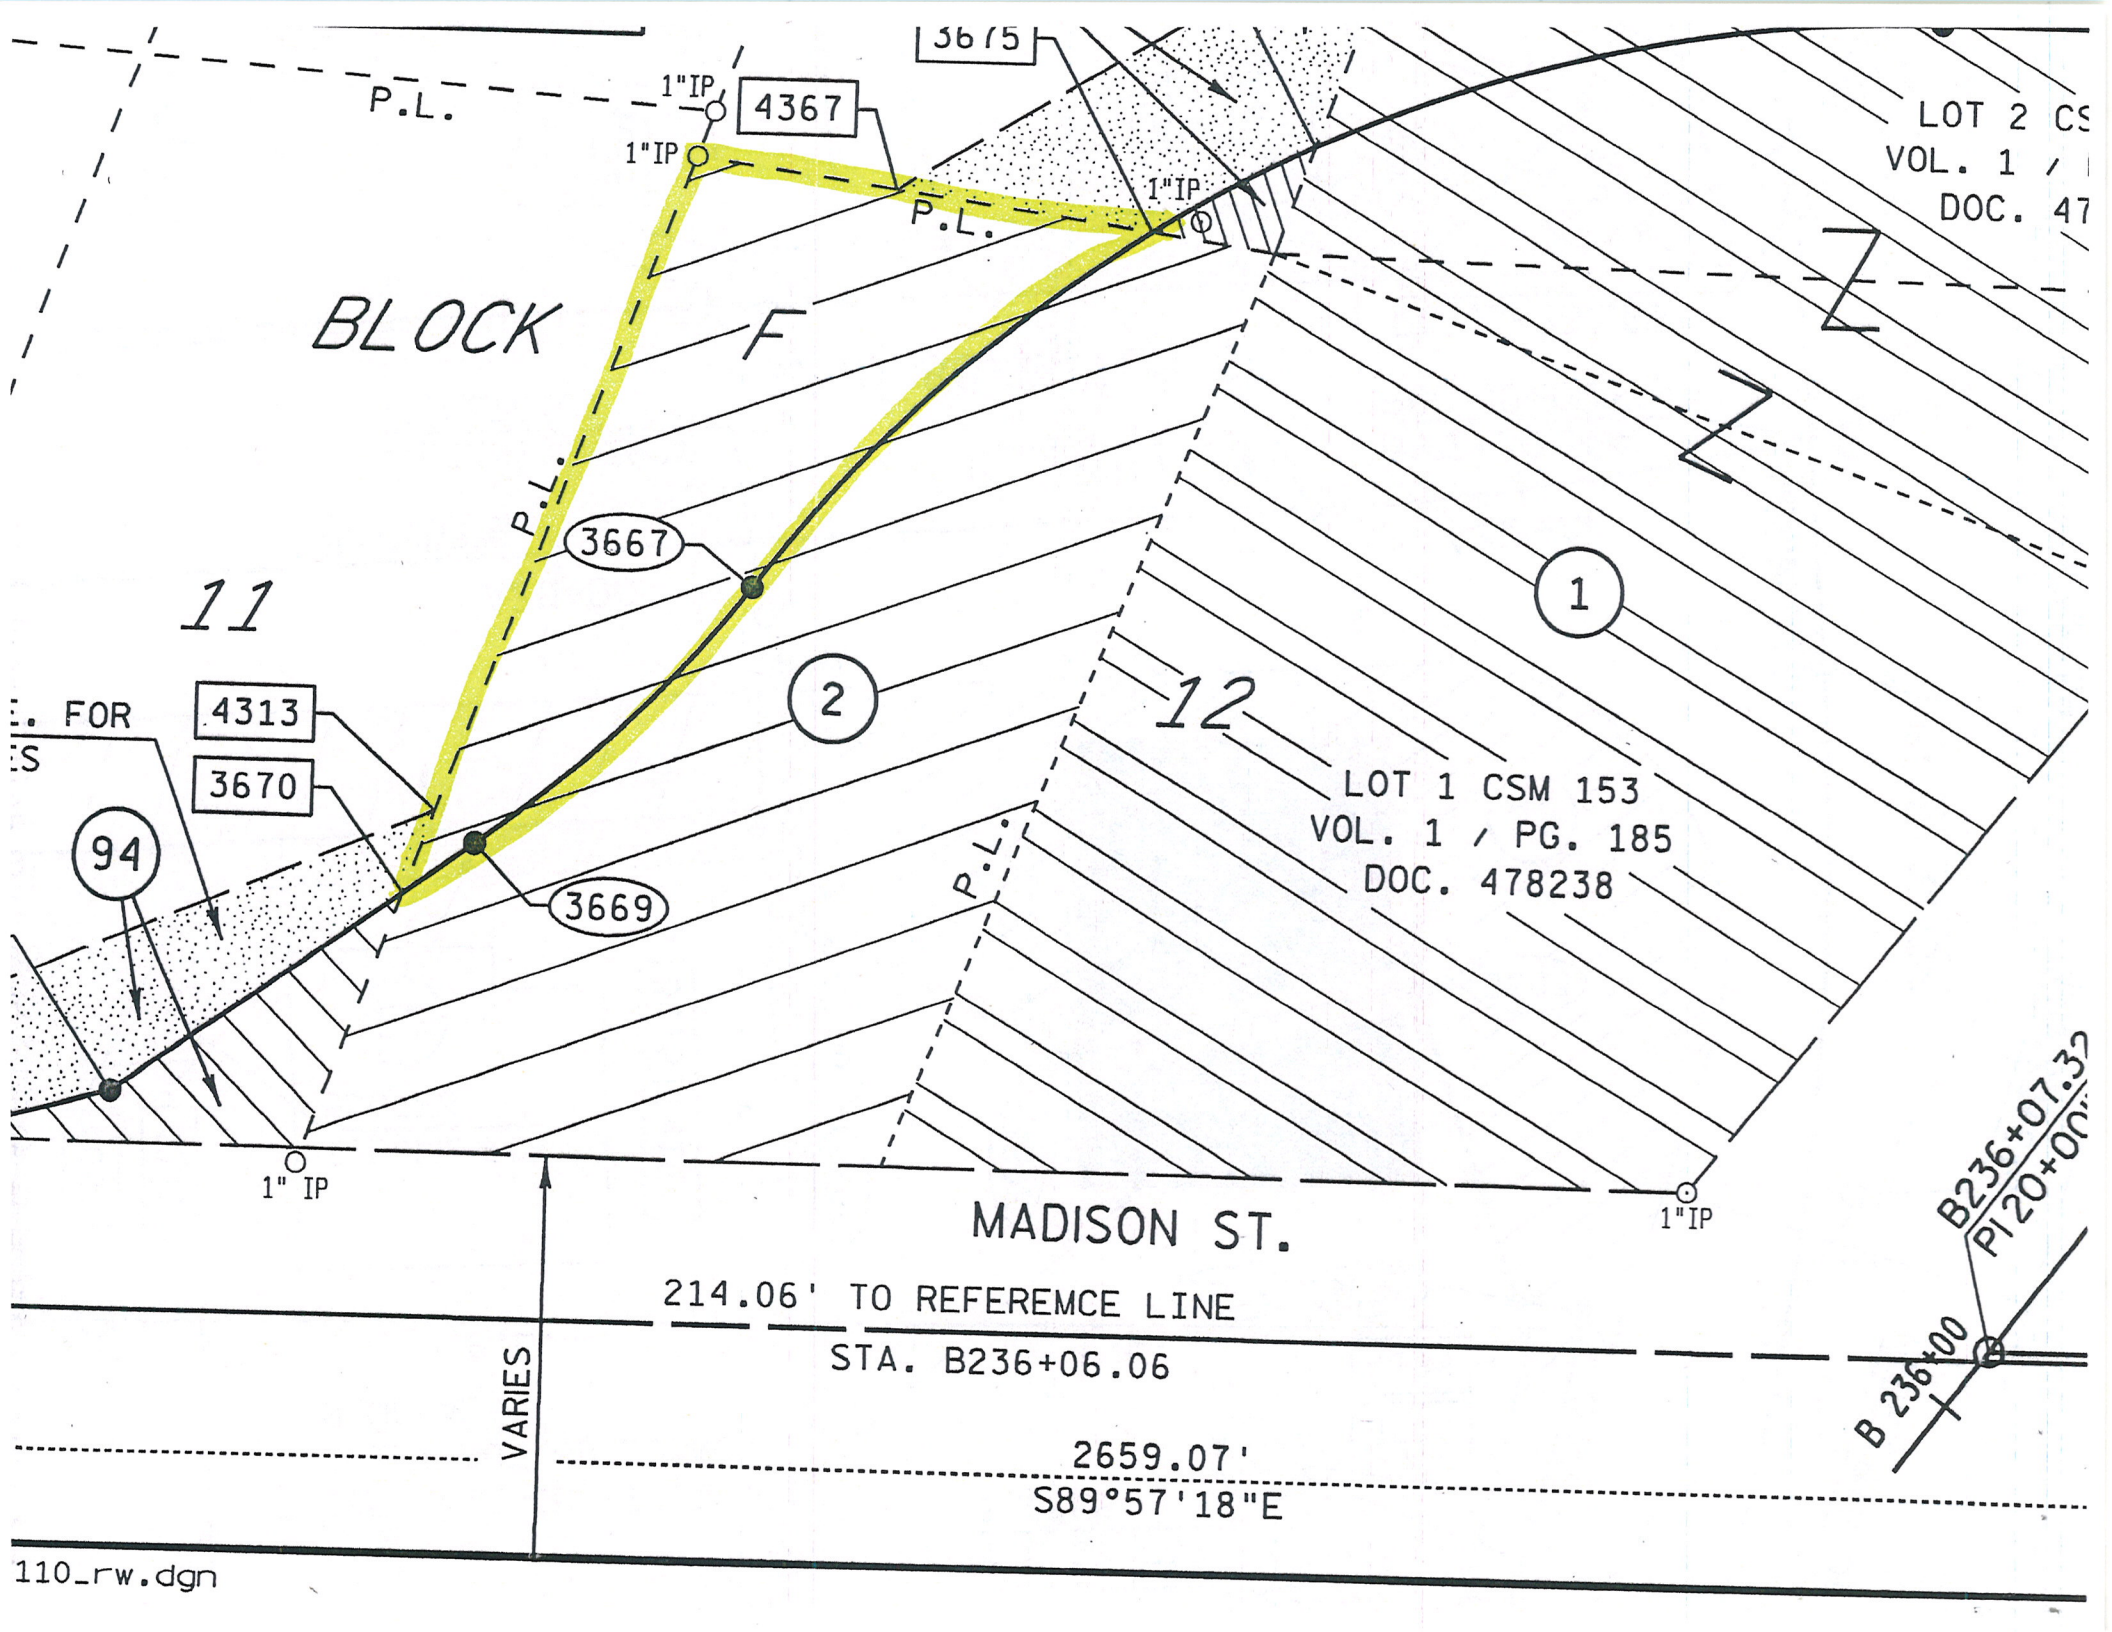 3675
P.L.
1"IP
4367
LOT 2 CS
VOL. 1 /
DOC. 47
1"IP
1"IP
P.L.
Z
BLOCK F
Z
P.L.
3667
1
11
2
12
E. FOR
ES
4313
3670
LOT 1 CSM 153
VOL. 1 / PG. 185
DOC. 478238
P.L.
94
3669
1" IP
1"IP
MADISON ST.
B236+07.32
PI 20+00
214.06' TO REFEREMCE LINE
STA. B236+06.06
VARIES
B 236+00
2659.07'
S89°57'18"E
110_rw.dgn